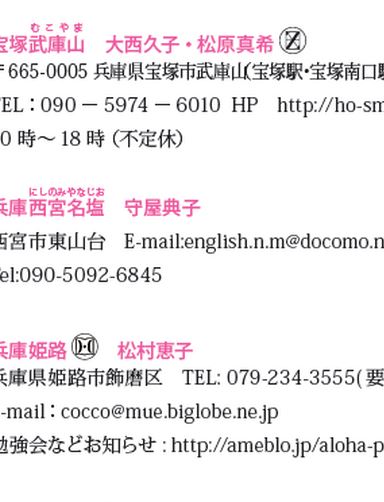 むこやま
宝塚武庫山 大西久子・松原真希
〒665-0005 兵庫県宝塚市武庫山(宝塚駅・宝塚南口駅
TEL：090 － 5974 － 6010 HP http://ho-sm
0 時～ 18 時（不定休）
にしのみやなじお
兵庫西宮名塩 守屋典子
西宮市東山台 E-mail:english.n.m@docomo.n
Tel:090-5092-6845
兵庫姫路 松村恵子
兵庫県姫路市飾磨区 TEL: 079-234-3555(要
-mail：cocco@mue.biglobe.ne.jp
勉強会などお知らせ：http://ameblo.jp/aloha-p